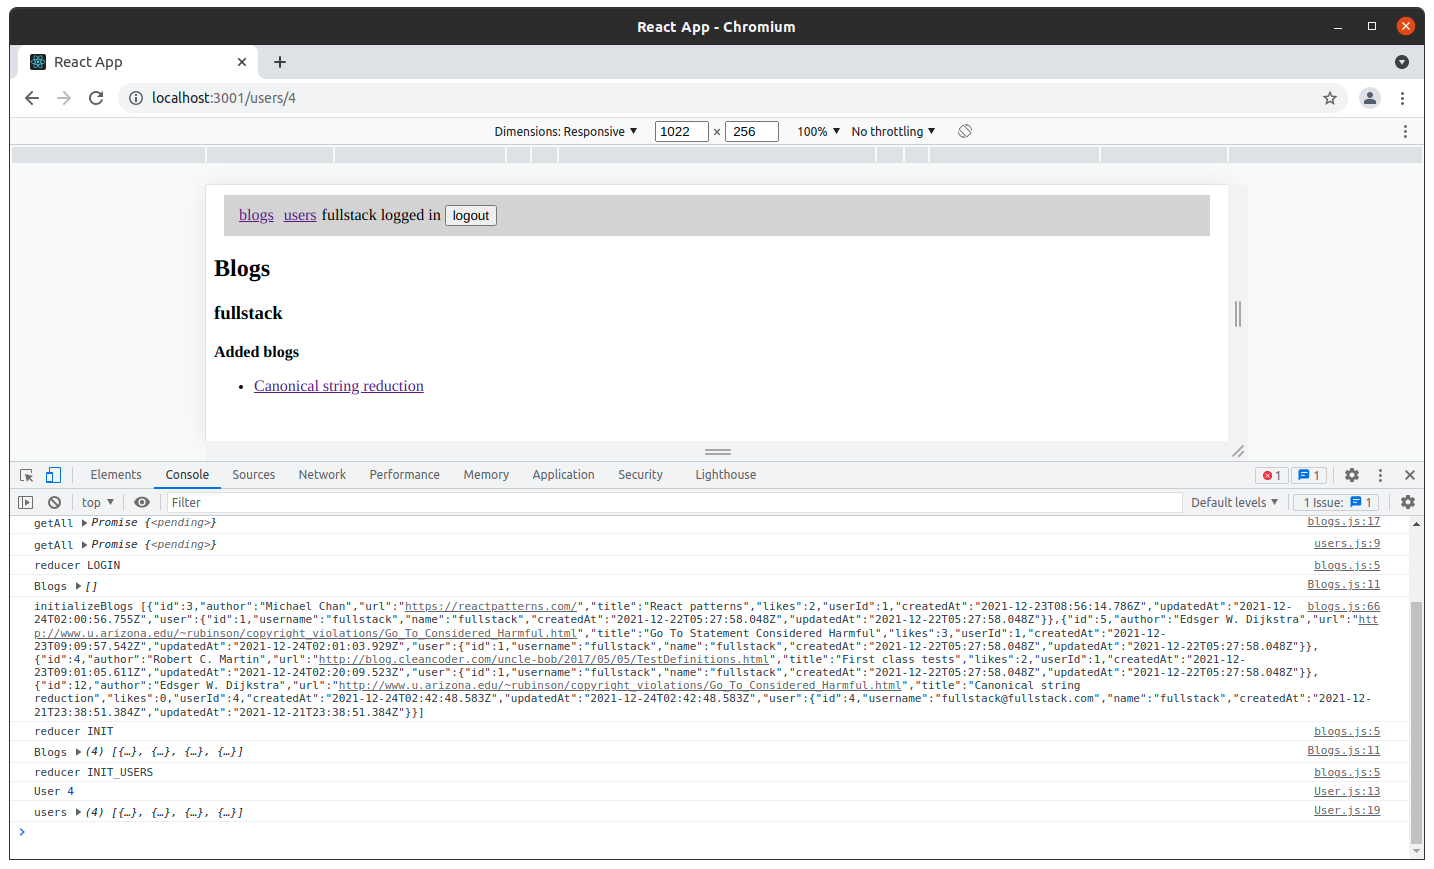 React App - Chromium
React App
localhost:3001/users/4
Dimensions: Responsive 1022 × 256 100% No throttling
blogs users fullstack logged in logout
Blogs
fullstack
Added blogs
Canonical string reduction
Elements Console Sources Network Performance Memory Application Security Lighthouse 1 1
top Filter Default levels 1 Issue: 1
getAll Promise {<pending>} blogs.js:17
getAll Promise {<pending>} users.js:9
reducer LOGIN blogs.js:5
Blogs [] Blogs.js:11
initializeBlogs [{"id":3,"author":"Michael Chan","url":"https://reactpatterns.com/","title":"React patterns","likes":2,"userId":1,"createdAt":"2021-12-23T08:56:14.786Z","updatedAt":"2021-12- blogs.js:66
24T02:00:56.755Z","user":{"id":1,"username":"fullstack","name":"fullstack","createdAt":"2021-12-22T05:27:58.048Z","updatedAt":"2021-12-22T05:27:58.048Z"}},{"id":5,"author":"Edsger W. Dijkstra","url":"htt
p://www.u.arizona.edu/~rubinson/copyright_violations/Go_To_Considered_Harmful.html","title":"Go To Statement Considered Harmful","likes":3,"userId":1,"createdAt":"2021-12-
23T09:09:57.542Z","updatedAt":"2021-12-24T02:01:03.929Z","user":{"id":1,"username":"fullstack","name":"fullstack","createdAt":"2021-12-22T05:27:58.048Z","updatedAt":"2021-12-22T05:27:58.048Z"}},
{"id":4,"author":"Robert C. Martin","url":"http://blog.cleancoder.com/uncle-bob/2017/05/05/TestDefinitions.html","title":"First class tests","likes":2,"userId":1,"createdAt":"2021-12-
23T09:01:05.611Z","updatedAt":"2021-12-24T02:20:09.523Z","user":{"id":1,"username":"fullstack","name":"fullstack","createdAt":"2021-12-22T05:27:58.048Z","updatedAt":"2021-12-22T05:27:58.048Z"}},
{"id":12,"author":"Edsger W. Dijkstra","url":"http://www.u.arizona.edu/~rubinson/copyright_violations/Go_To_Considered_Harmful.html","title":"Canonical string
reduction","likes":0,"userId":4,"createdAt":"2021-12-24T02:42:48.583Z","updatedAt":"2021-12-24T02:42:48.583Z","user":{"id":4,"username":"fullstack@fullstack.com","name":"fullstack","createdAt":"2021-12-
21T23:38:51.384Z","updatedAt":"2021-12-21T23:38:51.384Z"}}]
reducer INIT blogs.js:5
Blogs (4) [{…}, {…}, {…}, {…}] Blogs.js:11
reducer INIT_USERS blogs.js:5
User 4 User.js:13
users (4) [{…}, {…}, {…}, {…}] User.js:19